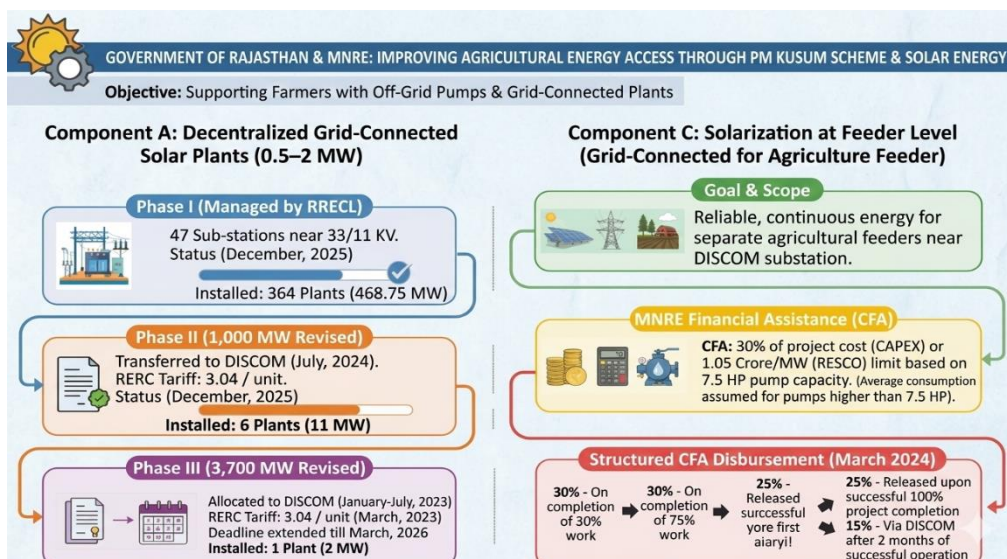 GOVERNMENT OF RAJASTHAN & MNRE: IMPROVING AGRICULTURAL ENERGY ACCESS THROUGH PM KUSUM SCHEME & SOLAR ENERGY
Objective: Supporting Farmers with Off-Grid Pumps & Grid-Connected Plants
Component A: Decentralized Grid-Connected
Solar Plants (0.5–2 MW)
Phase I (Managed by RRECL)
47 Sub-stations near 33/11 KV.
Status (December, 2025)
Installed: 364 Plants (468.75 MW)
Phase II (1,000 MW Revised)
Transferred to DISCOM (July, 2024).
RERC Tariff: 3.04 / unit.
Status (December, 2025)
Installed: 6 Plants (11 MW)
Phase III (3,700 MW Revised)
Allocated to DISCOM (January-July, 2023)
RERC Tariff: 3.04 / unit (March, 2023)
Deadline extended till March, 2026
Installed: 1 Plant (2 MW)
Component C: Solarization at Feeder Level
(Grid-Connected for Agriculture Feeder)
Goal & Scope
Reliable, continuous energy for
separate agricultural feeders near
DISCOM substation.
MNRE Financial Assistance (CFA)
CFA: 30% of project cost (CAPEX) or
1.05 Crore/MW (RESCO) limit based on
7.5 HP pump capacity. (Average consumption
assumed for pumps higher than 7.5 HP).
Structured CFA Disbursement (March 2024)
30% - On
completion
of 30%
work
30% - On
completion
of 75%
work
25% -
Released
successful
yore first
aiaryi!
25% - Released upon
successful 100%
project completion
15% - Via DISCOM
after 2 months of
successful operation